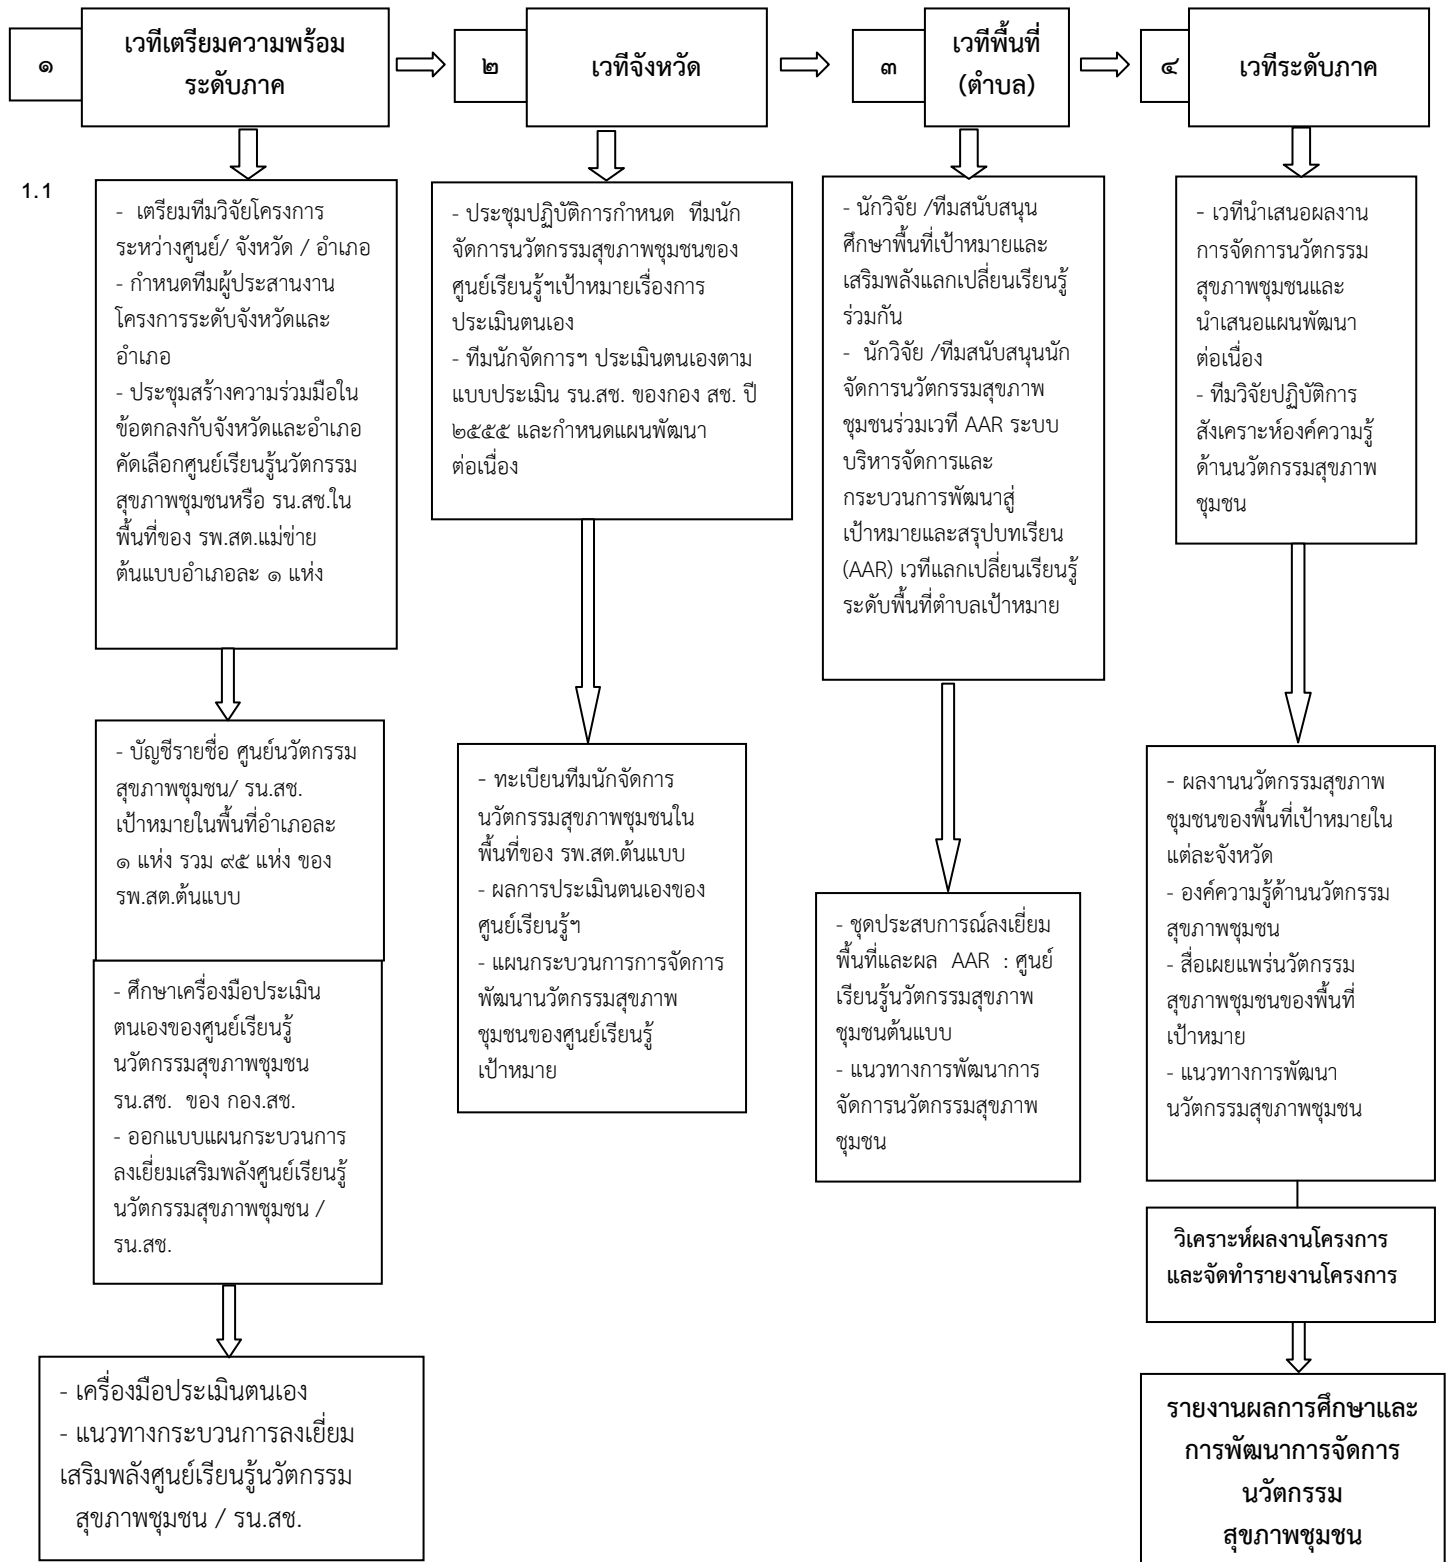 ๑
เวทีเตรียมความพร้อม
ระดับภาค
๒
เวทีจังหวัด
๓
เวทีพื้นที่
(ตำบล)
๔
เวทีระดับภาค
1.1
- เตรียมทีมวิจัยโครงการ
ระหว่างศูนย์/ จังหวัด / อำเภอ
- กำหนดทีมผู้ประสานงาน
โครงการระดับจังหวัดและ
อำเภอ
- ประชุมสร้างความร่วมมือใน
ข้อตกลงกับจังหวัดและอำเภอ
คัดเลือกศูนย์เรียนรู้นวัตกรรม
สุขภาพชุมชนหรือ รน.สช.ใน
พื้นที่ของ รพ.สต.แม่ข่าย
ต้นแบบอำเภอละ ๑ แห่ง
- บัญชีรายชื่อ ศูนย์นวัตกรรม
สุขภาพชุมชน/ รน.สช.
เป้าหมายในพื้นที่อำเภอละ
๑ แห่ง รวม ๙๕ แห่ง ของ
รพ.สต.ต้นแบบ
- ศึกษาเครื่องมือประเมิน
ตนเองของศูนย์เรียนรู้
นวัตกรรมสุขภาพชุมชน
รน.สช. ของ กอง.สช.
- ออกแบบแผนกระบวนการ
ลงเยี่ยมเสริมพลังศูนย์เรียนรู้
นวัตกรรมสุขภาพชุมชน /
รน.สช.
- เครื่องมือประเมินตนเอง
- แนวทางกระบวนการลงเยี่ยม
เสริมพลังศูนย์เรียนรู้นวัตกรรม
สุขภาพชุมชน / รน.สช.
- ประชุมปฏิบัติการกำหนด ทีมนัก
จัดการนวัตกรรมสุขภาพชุมชนของ
ศูนย์เรียนรู้ฯเป้าหมายเรื่องการ
ประเมินตนเอง
- ทีมนักจัดการฯ ประเมินตนเองตาม
แบบประเมิน รน.สช. ของกอง สช. ปี
๒๕๕๕ และกำหนดแผนพัฒนา
ต่อเนื่อง
- ทะเบียนทีมนักจัดการ
นวัตกรรมสุขภาพชุมชนใน
พื้นที่ของ รพ.สต.ต้นแบบ
- ผลการประเมินตนเองของ
ศูนย์เรียนรู้ฯ
- แผนกระบวนการการจัดการ
พัฒนานวัตกรรมสุขภาพ
ชุมชนของศูนย์เรียนรู้
เป้าหมาย
- นักวิจัย /ทีมสนับสนุน
ศึกษาพื้นที่เป้าหมายและ
เสริมพลังแลกเปลี่ยนเรียนรู้
ร่วมกัน
- นักวิจัย /ทีมสนับสนุนนัก
จัดการนวัตกรรมสุขภาพ
ชุมชนร่วมเวที AAR ระบบ
บริหารจัดการและ
กระบวนการพัฒนาสู่
เป้าหมายและสรุปบทเรียน
(AAR) เวทีแลกเปลี่ยนเรียนรู้
ระดับพื้นที่ตำบลเป้าหมาย
- ชุดประสบการณ์ลงเยี่ยม
พื้นที่และผล AAR : ศูนย์
เรียนรู้นวัตกรรมสุขภาพ
ชุมชนต้นแบบ
- แนวทางการพัฒนาการ
จัดการนวัตกรรมสุขภาพ
ชุมชน
- เวทีนำเสนอผลงาน
การจัดการนวัตกรรม
สุขภาพชุมชนและ
นำเสนอแผนพัฒนา
ต่อเนื่อง
- ทีมวิจัยปฏิบัติการ
สังเคราะห์องค์ความรู้
ด้านนวัตกรรมสุขภาพ
ชุมชน
- ผลงานนวัตกรรมสุขภาพ
ชุมชนของพื้นที่เป้าหมายใน
แต่ละจังหวัด
- องค์ความรู้ด้านนวัตกรรม
สุขภาพชุมชน
- สื่อเผยแพร่นวัตกรรม
สุขภาพชุมชนของพื้นที่
เป้าหมาย
- แนวทางการพัฒนา
นวัตกรรมสุขภาพชุมชน
วิเคราะห์ผลงานโครงการ
และจัดทำรายงานโครงการ
รายงานผลการศึกษาและ
การพัฒนาการจัดการ
นวัตกรรม
สุขภาพชุมชน